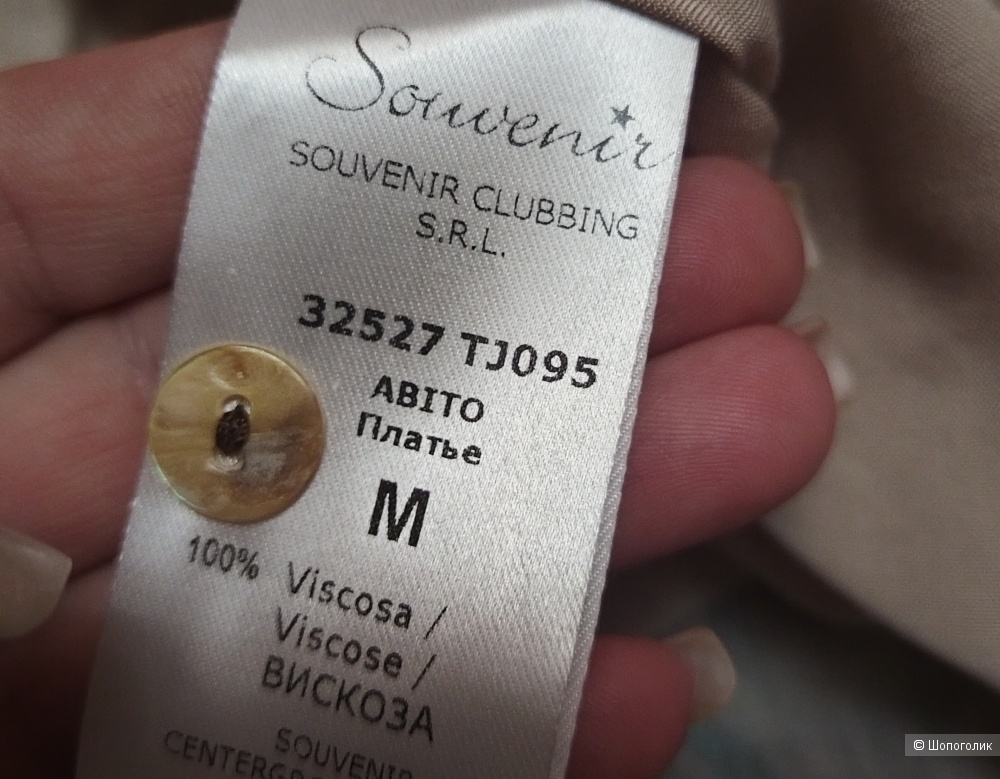 Souvenir
SOUVENIR CLUBBING
S.R.L.
32527 TJ095
ABITO
Платье
M
100% Viscosa /
Viscose /
ВИСКОЗА
SOUVENIR
© Шопоголик